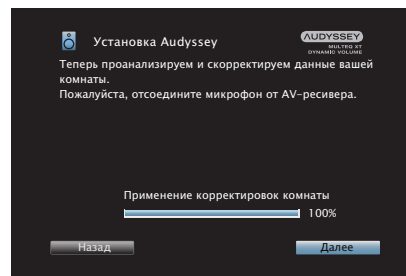 Установка Audyssey
AUDYSSEY
MULTEQ XT
DYNAMIC VOLUME
Теперь проанализируем и скорректируем данные вашей
комнаты.
Пожалуйста, отсоедините микрофон от AV-ресивера.
Применение корректировок комнаты
100%
Назад
Далее